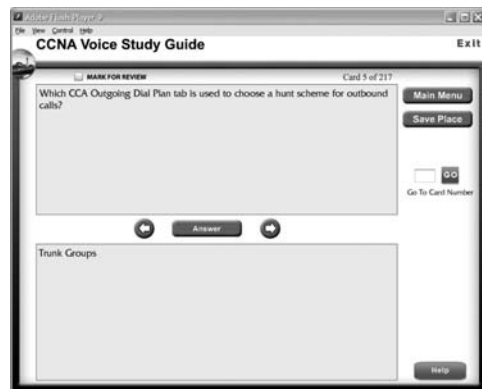 Adobe Flash Player 9
File View Control Help
CCNA Voice Study Guide
Exit
MARK FOR REVIEW
Card 5 of 217
Which CCA Outgoing Dial Plan tab is used to choose a hunt scheme for outbound
calls?
Main Menu
Save Place
GO
Go To Card Number
Answer
Trunk Groups
Help